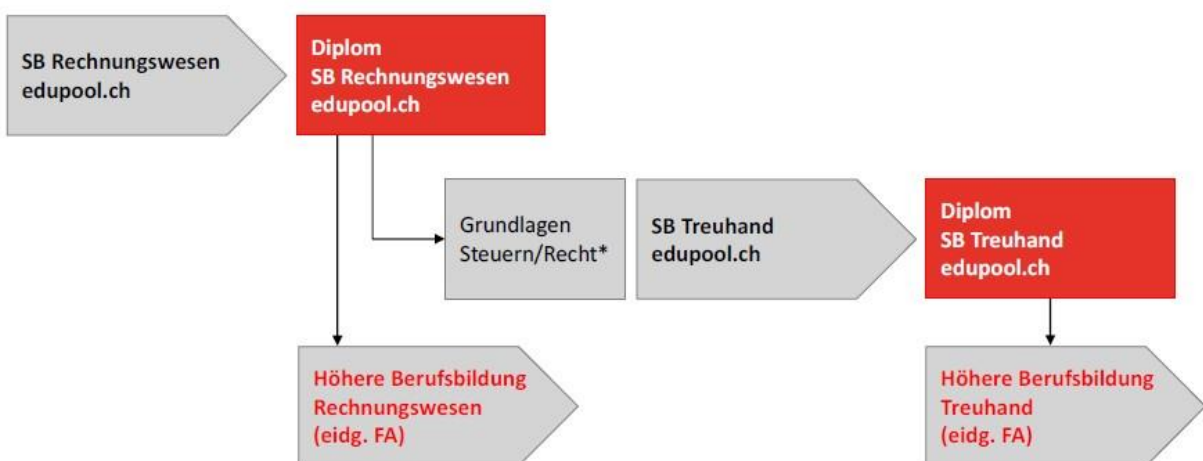 SB Rechnungswesen
edupool.ch
Diplom
SB Rechnungswesen
edupool.ch
Grundlagen
Steuern/Recht*
SB Treuhand
edupool.ch
Diplom
SB Treuhand
edupool.ch
Höhere Berufsbildung
Rechnungswesen
(eidg. FA)
Höhere Berufsbildung
Treuhand
(eidg. FA)